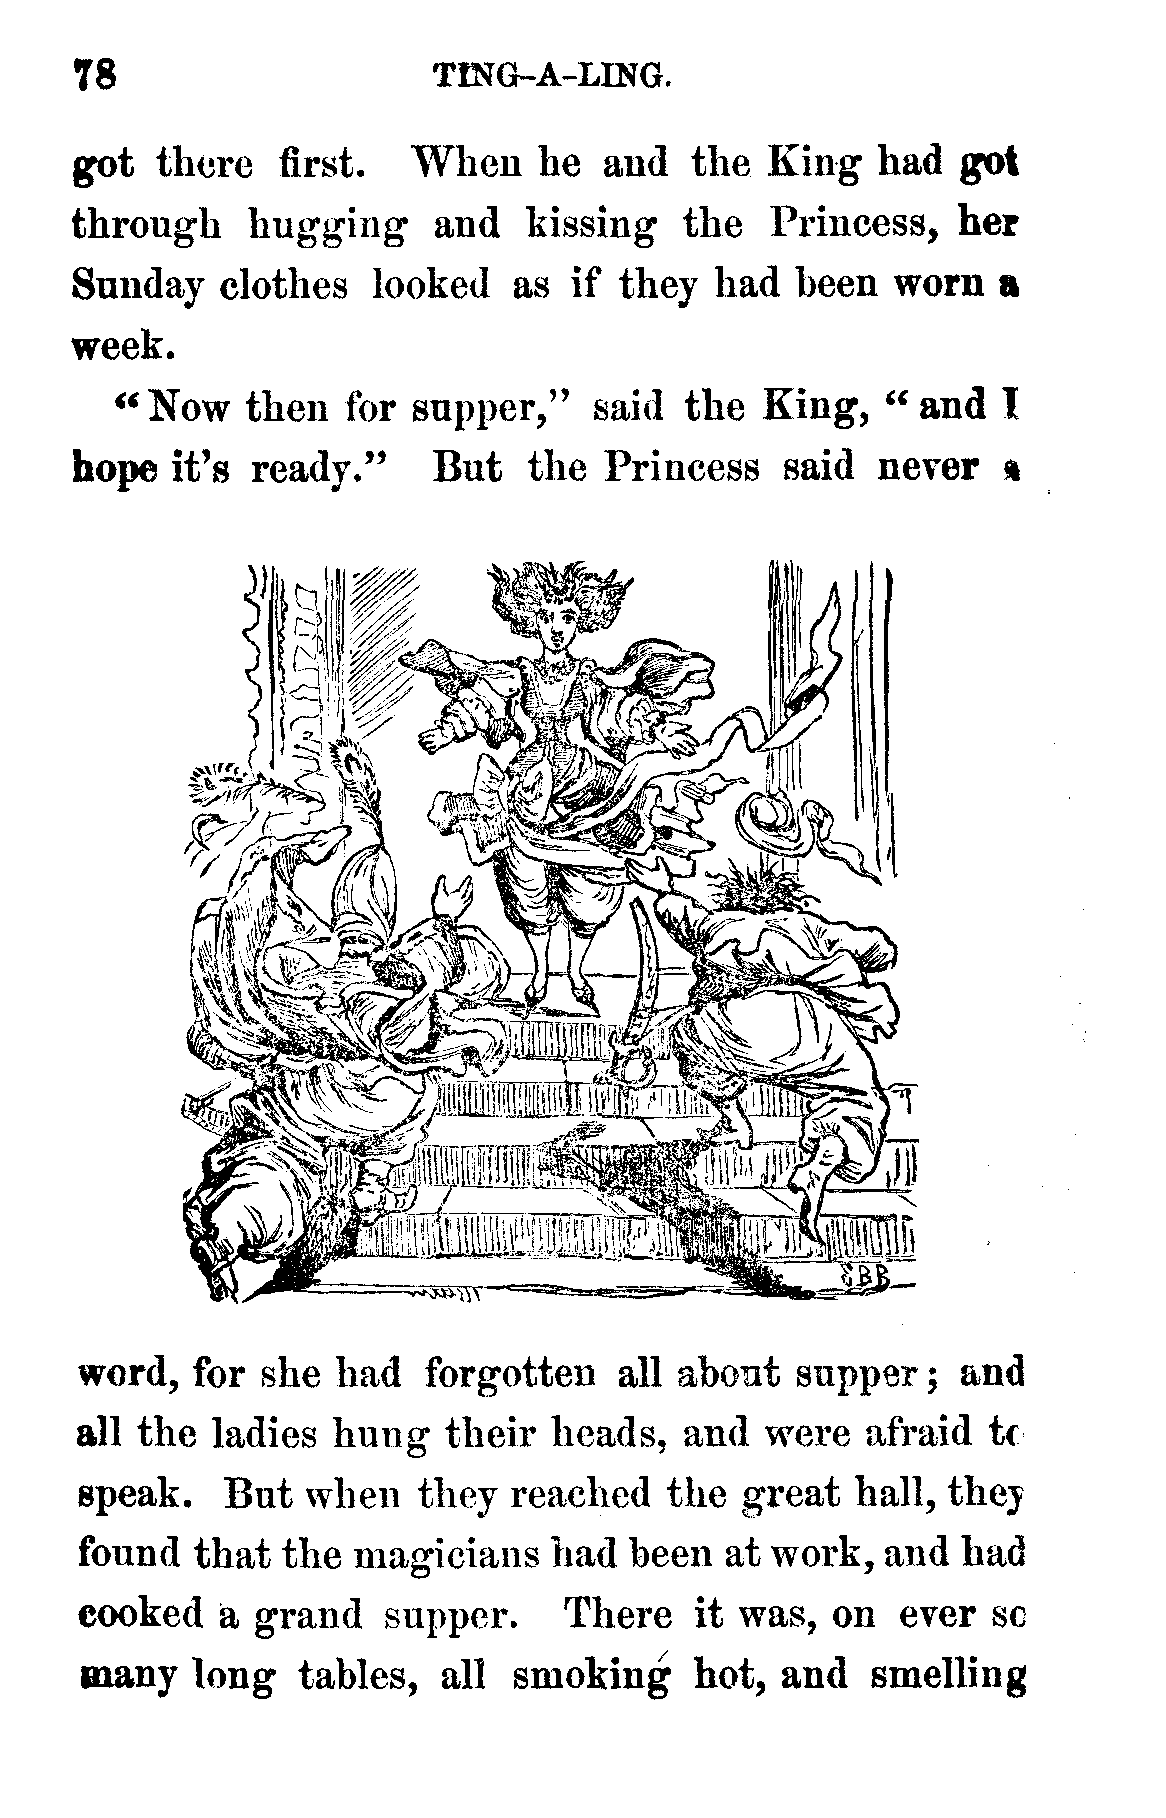 78 TING-A-LING.
got there first. When he and the King had got
through hugging and kissing the Princess, her
Sunday clothes looked as if they had been worn a
week.
“Now then for supper,” said the King, “and I
hope it’s ready.” But the Princess said never a
EBB
word, for she had forgotten all about supper; and
all the ladies hung their heads, and were afraid to
speak. But when they reached the great hall, they
found that the magicians had been at work, and had
cooked a grand supper. There it was, on ever so
many long tables, all smoking hot, and smelling